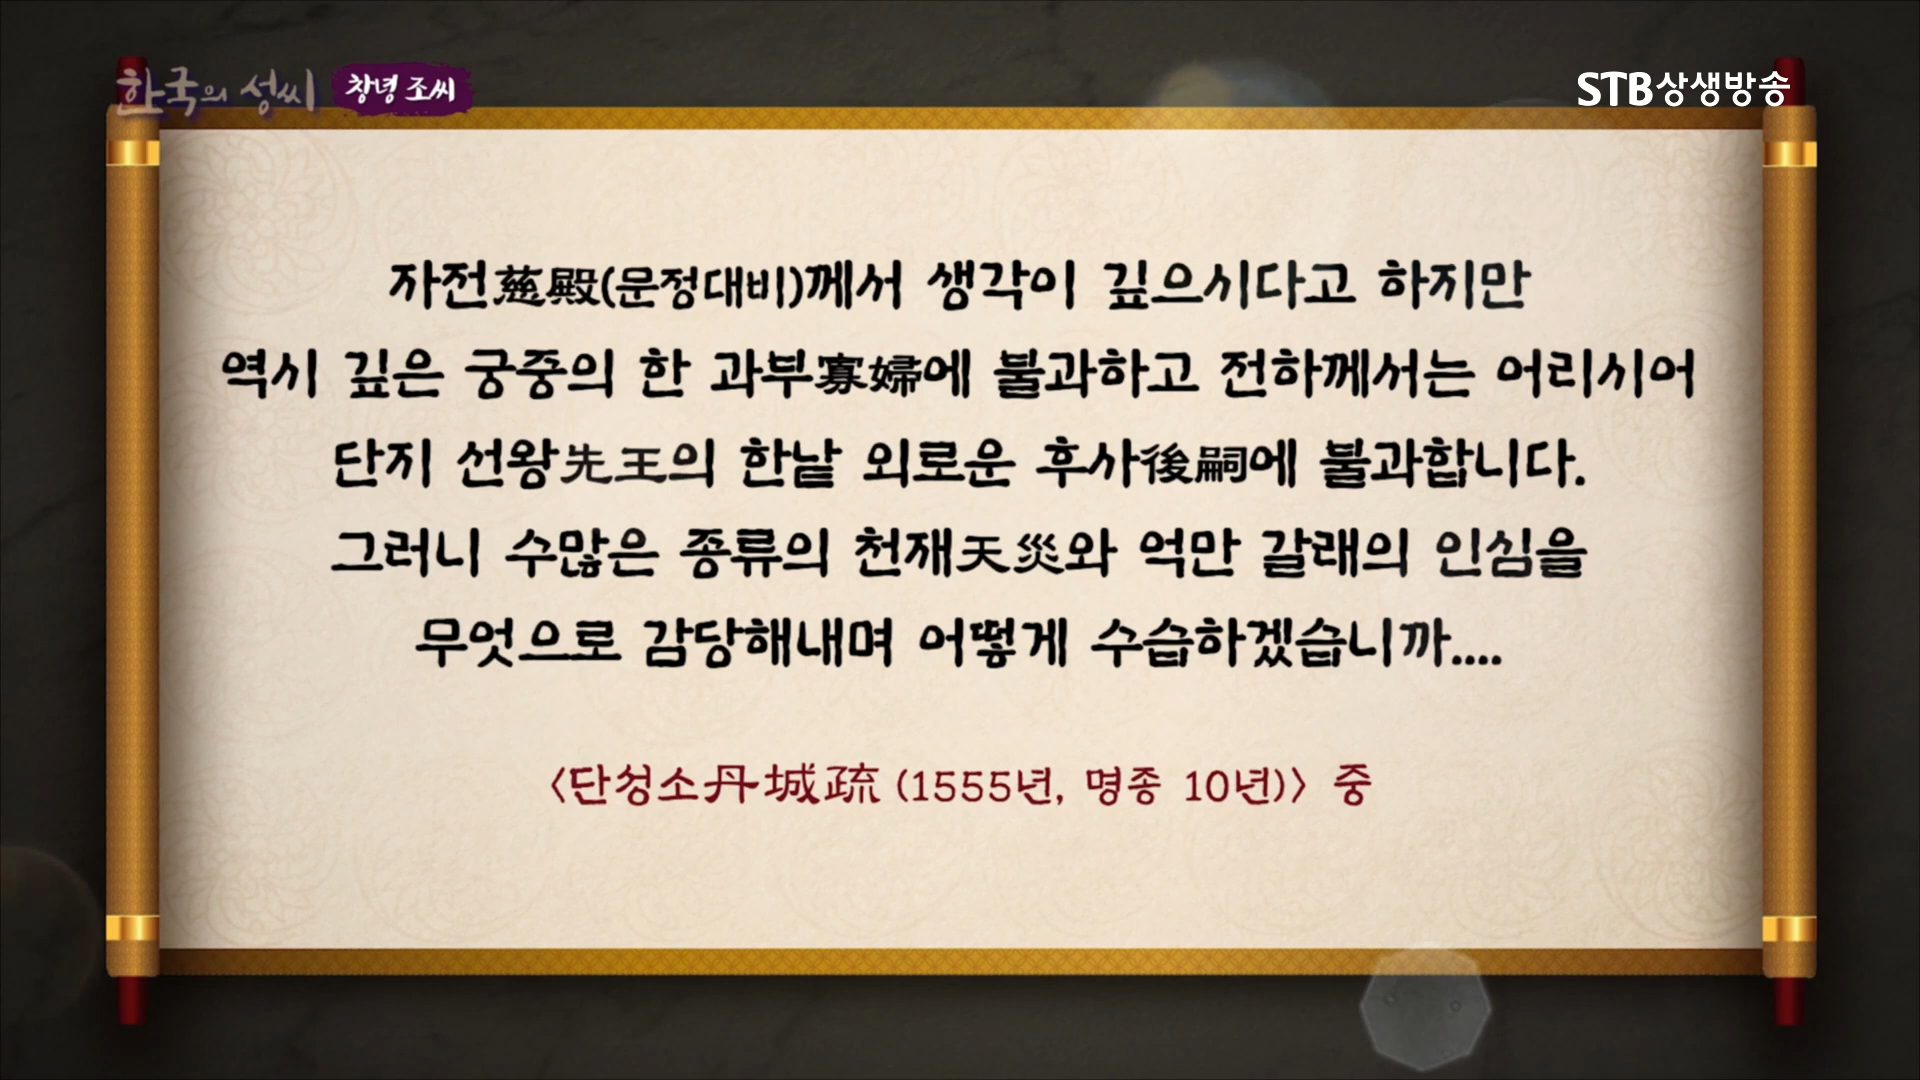 한국의 성씨 창녕 조씨
STB상생방송
자전慈殿(문정대비)께서 생각이 깊으시다고 하지만
역시 깊은 궁중의 한 과부寡婦에 불과하고 전하께서는 어리시어
단지 선왕先王의 한낱 외로운 후사後嗣에 불과합니다.
그러니 수많은 종류의 천재天災와 억만 갈래의 인심을
무엇으로 감당해내며 어떻게 수습하겠습니까....
〈단성소丹城疏 (1555년, 명종 10년)〉 중